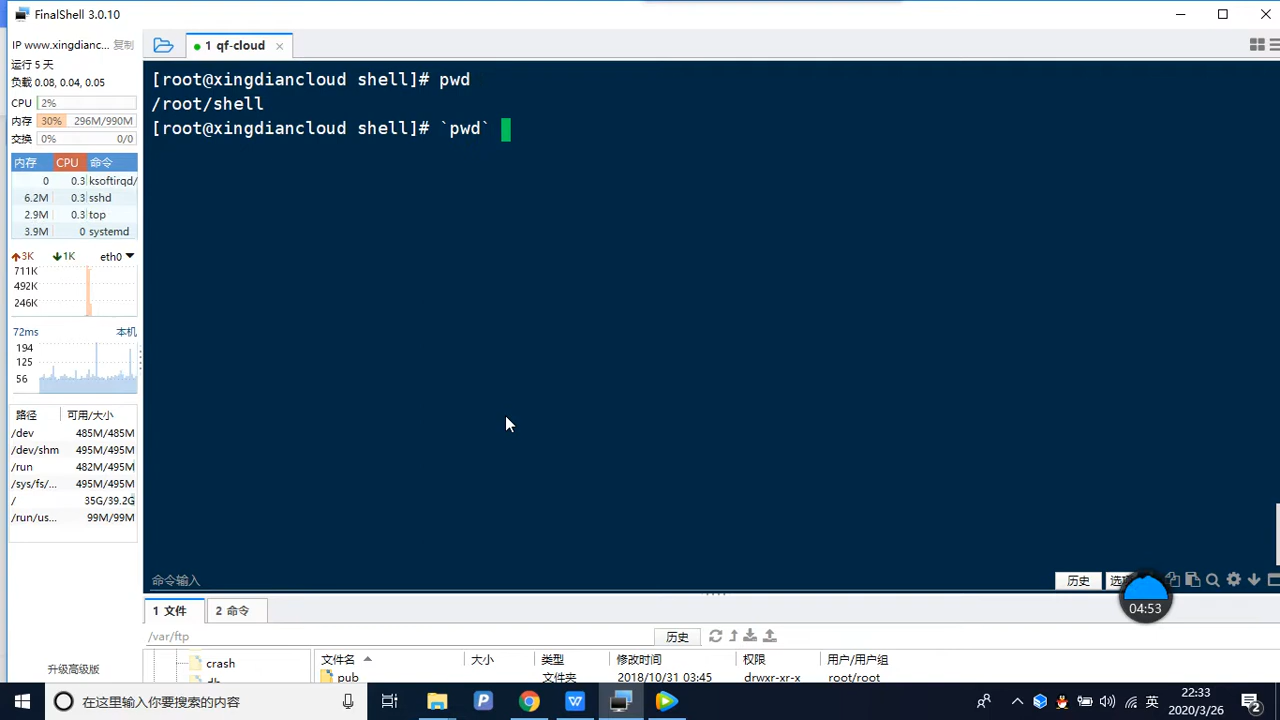 FinalShell 3.0.10
IP www.xingdianc... 复制
1 qf-cloud
运行 5 天
负载 0.08, 0.04, 0.05
CPU 2%
内存 30% 296M/990M
交换 0% 0/0
内存 CPU 命令
0 0.3 ksoftirqd/
6.2M 0.3 sshd
2.9M 0.3 top
3.9M 0 systemd
3K 1K eth0
711K
492K
246K
72ms 本机
194
125
56
路径 可用/大小
/dev 485M/485M
/dev/shm 495M/495M
/run 482M/495M
/sys/fs/... 495M/495M
/ 35G/39.2G
/run/us... 99M/99M
升级高级版
[root@xingdiancloud shell]# pwd
/root/shell
[root@xingdiancloud shell]# `pwd`
命令输入
历史
04:53
1 文件 2 命令
/var/ftp 历史
crash
文件名 大小 类型 修改时间 权限 用户/用户组
pub 文件夹 2018/10/31 03:45 drwxr-xr-x root/root
在这里输入你要搜索的内容
英
22:33
2020/3/26
2